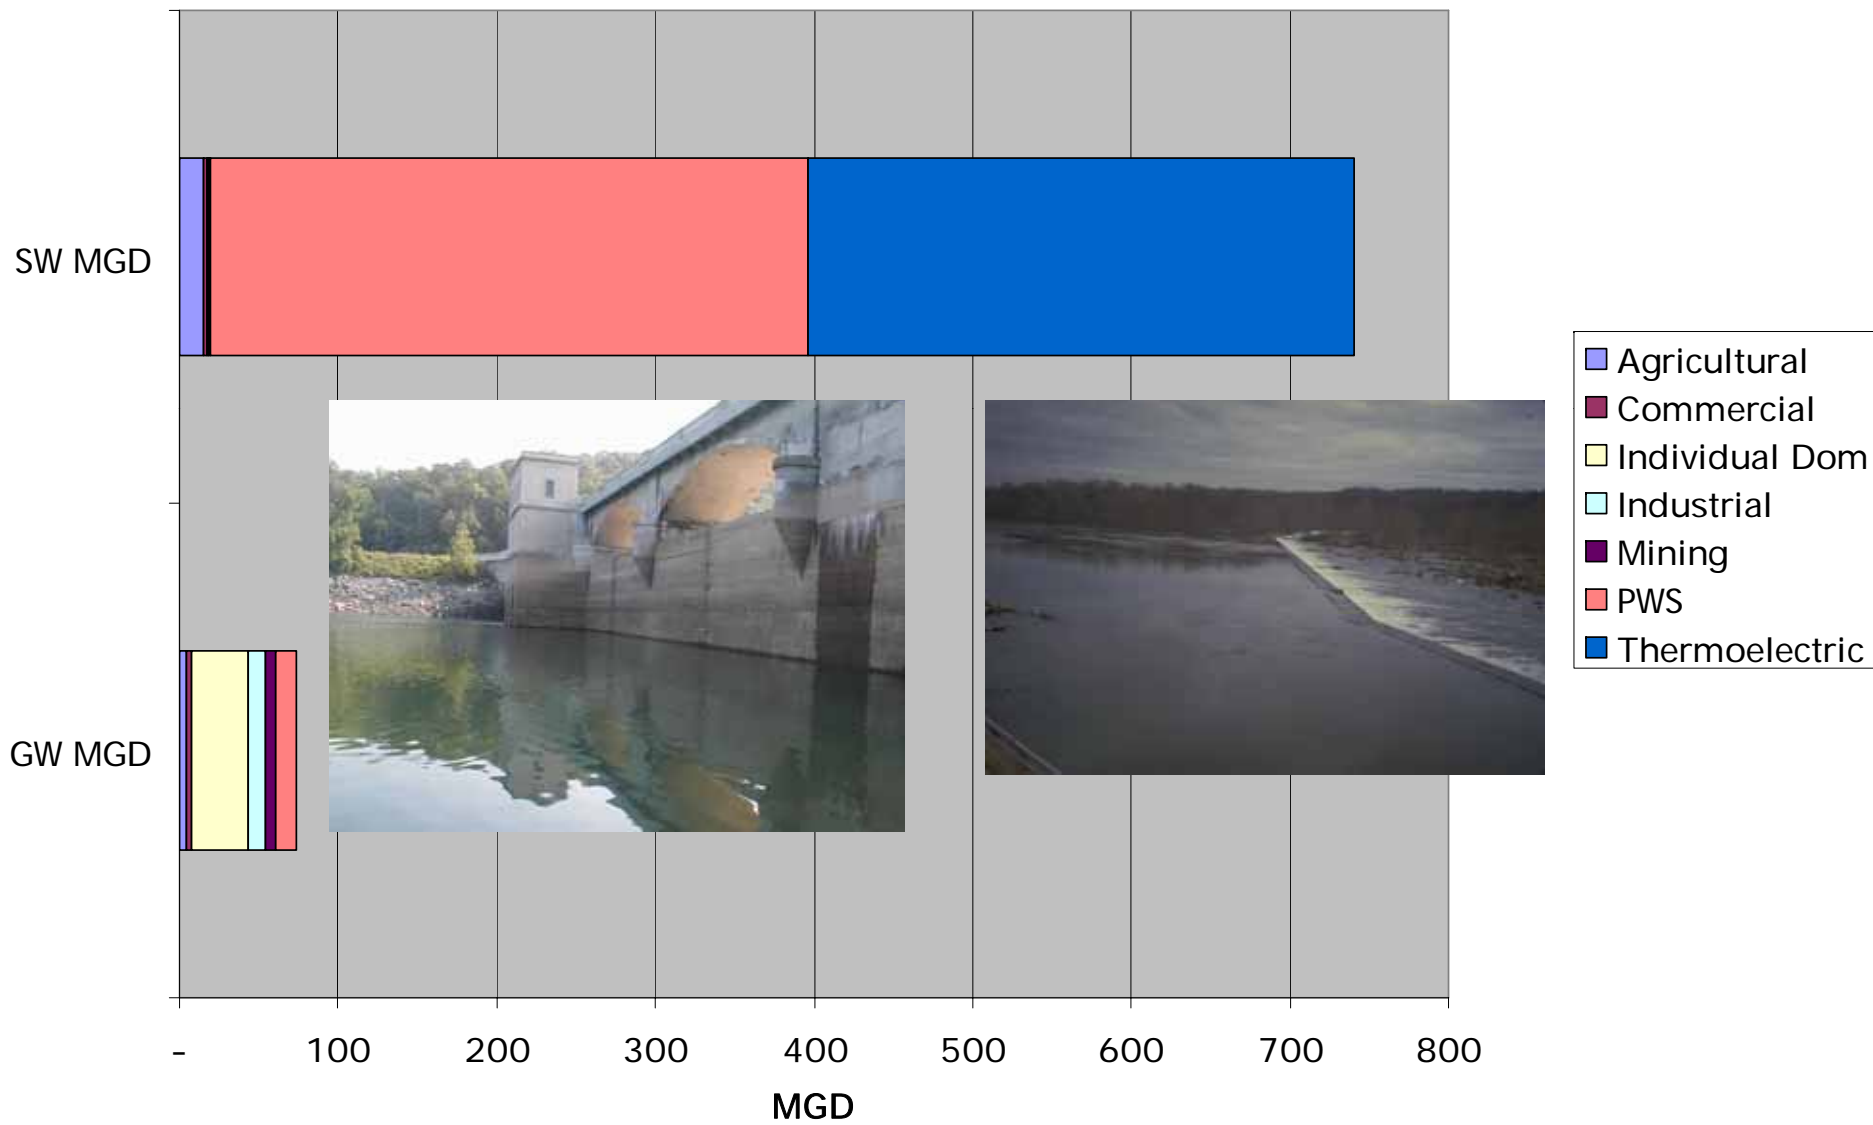 SW MGD
GW MGD
-
100
200
300
400
500
600
700
800
MGD
Agricultural
Commercial
Individual Dom
Industrial
Mining
PWS
Thermoelectric